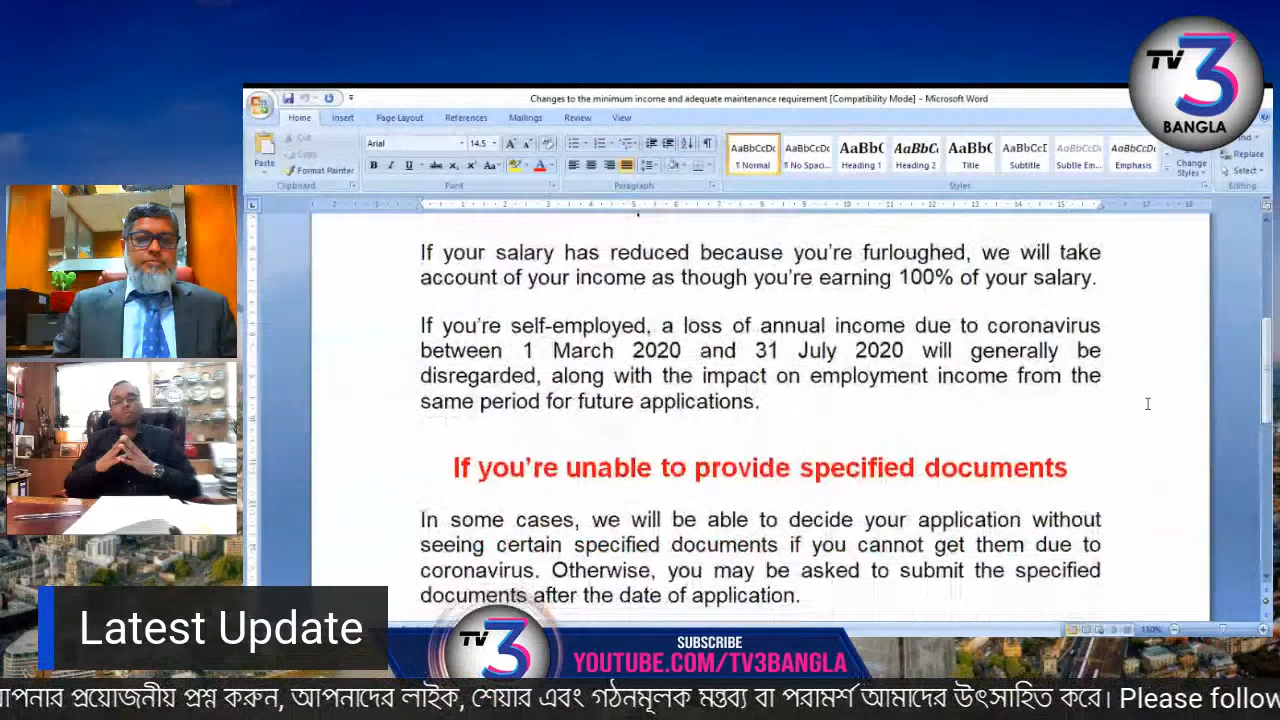 TV 3
BANGLA
Changes to the minimum income and adequate maintenance requirement [Compatibility Mode] - Microsoft Word
Home Insert Page Layout References Mailings Review View
Cut
Copy
Format Painter
Paste
Clipboard
Arial 14.5
Font
Paragraph
AaBbCcDc AaBbCcDc AaBbC AaBbC AaBbC AaBbCcI AaBbCcDc AaBbCcDc
¶ Normal ¶ No Spaci... Heading 1 Heading 2 Title Subtitle Subtle Em... Emphasis
Change
Styles
Styles
Replace
Select
Editing
If your salary has reduced because you’re furloughed, we will take
account of your income as though you’re earning 100% of your salary.
If you’re self-employed, a loss of annual income due to coronavirus
between 1 March 2020 and 31 July 2020 will generally be
disregarded, along with the impact on employment income from the
same period for future applications.
If you’re unable to provide specified documents
In some cases, we will be able to decide your application without
seeing certain specified documents if you cannot get them due to
coronavirus. Otherwise, you may be asked to submit the specified
documents after the date of application.
150%
Latest Update
TV 3
SUBSCRIBE
YOUTUBE.COM/TV3BANGLA
আপনার প্রয়োজনীয় প্রশ্ন করুন, আপনাদের লাইক, শেয়ার এবং গঠনমূলক মন্তব্য বা পরামর্শ আমাদের উৎসাহিত করে। Please follow